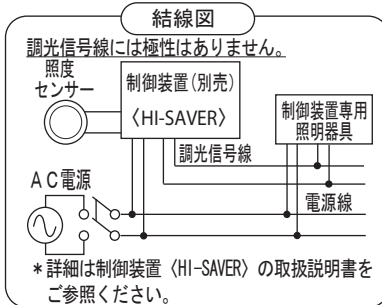 結線図
調光信号線には極性はありません。
照度
センサー
制御装置(別売)
〈HI-SAVER〉
制御装置専用
照明器具
調光信号線
AC電源
電源線
*詳細は制御装置〈HI-SAVER〉の取扱説明書を
ご参照ください。